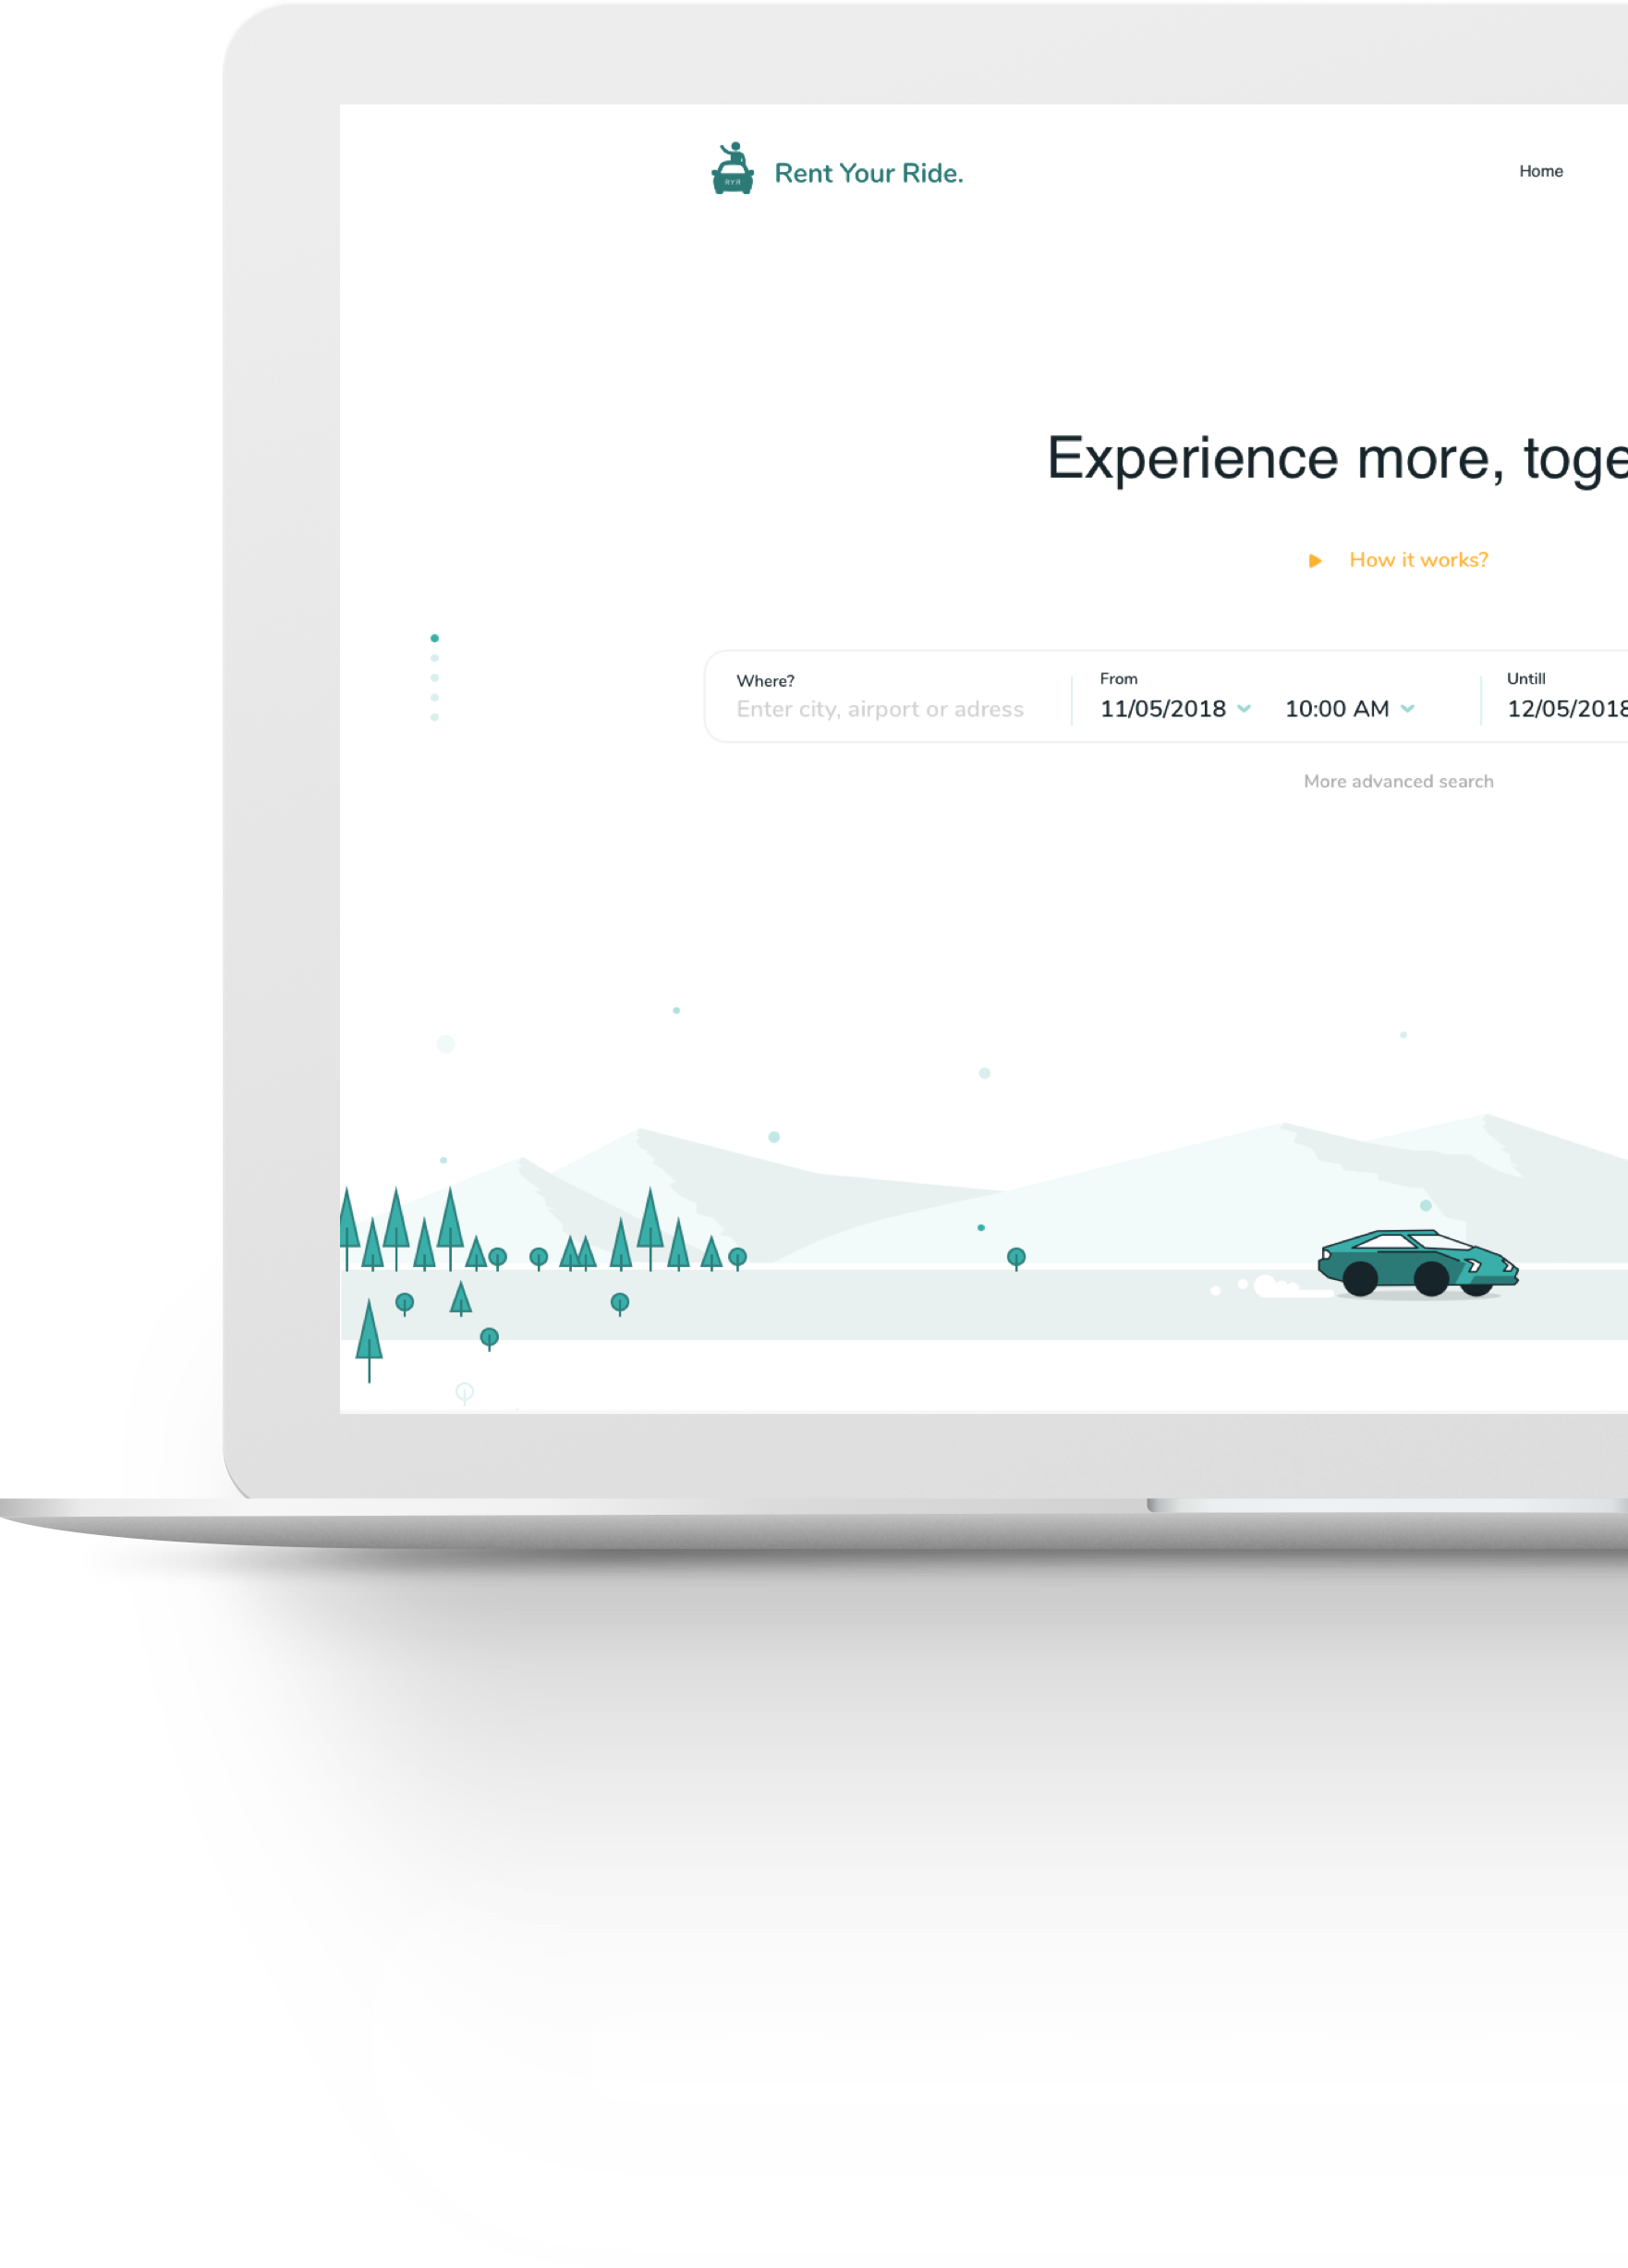 RYR
Rent Your Ride.
Home
Experience more, toge
How it works?
Where?
From
Untill
Enter city, airport or adress
11/05/2018
10:00 AM
12/05/2018
More advanced search